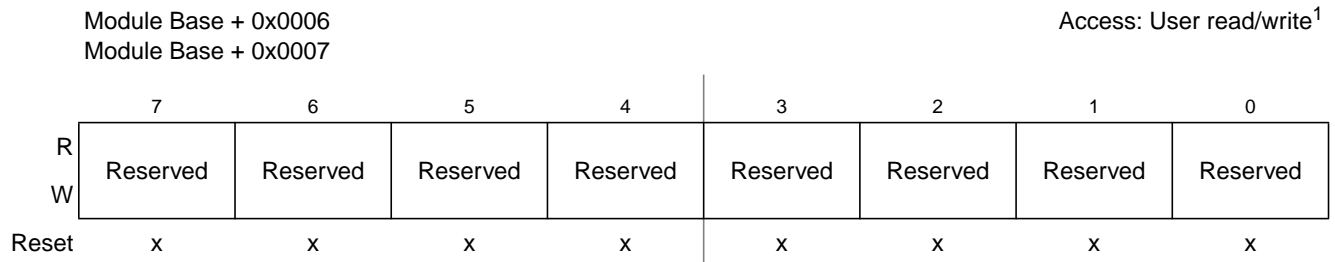 Module Base + 0x0006 Access: User read/write1
Module Base + 0x0007
7 6 5 4 3 2 1 0
R
Reserved Reserved Reserved Reserved Reserved Reserved Reserved Reserved
W
Reset x x x x x x x x